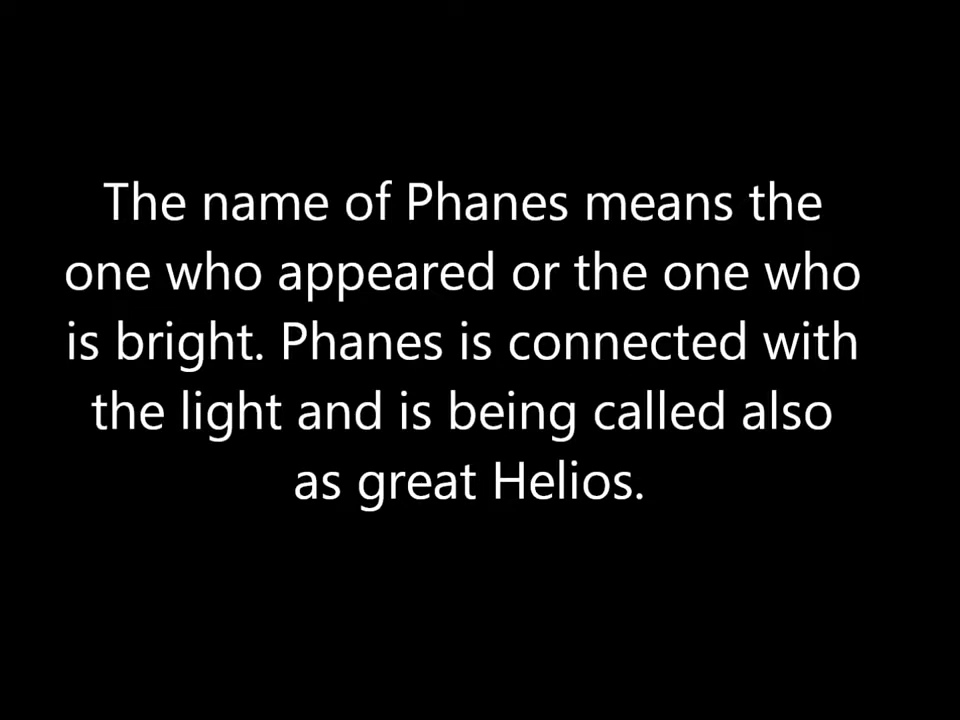 The name of Phanes means the
one who appeared or the one who
is bright. Phanes is connected with
the light and is being called also
as great Helios.